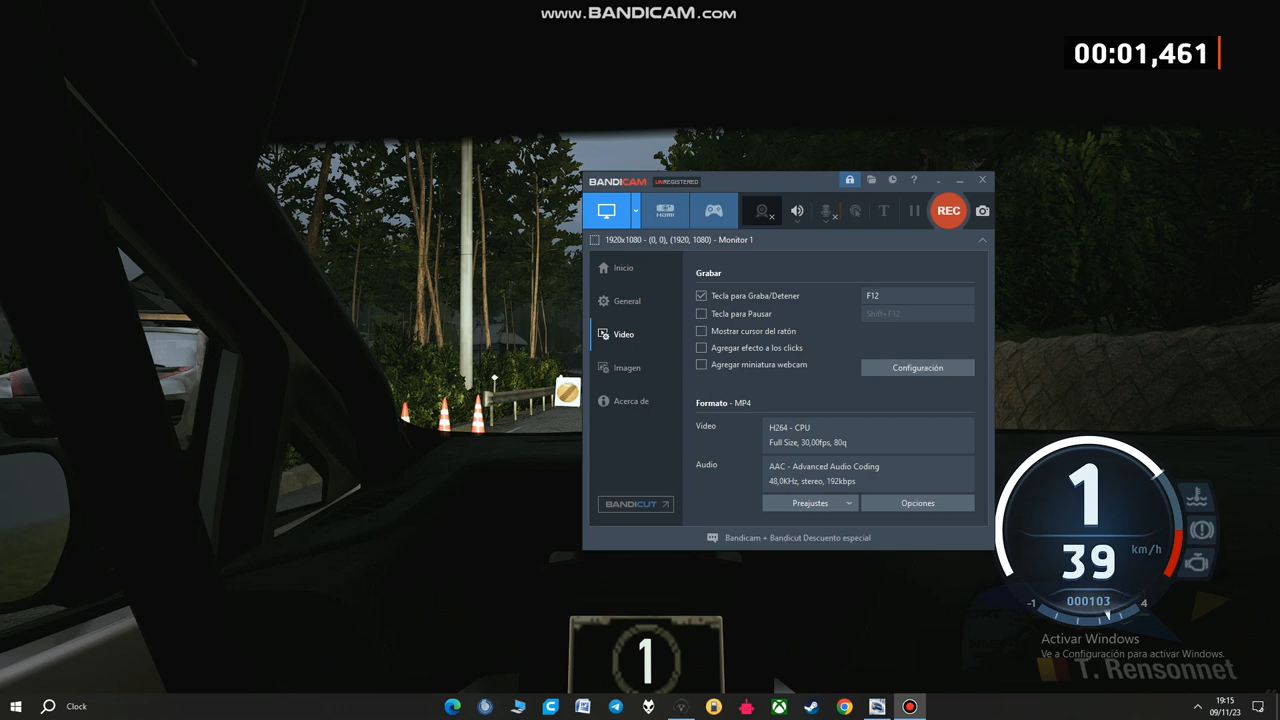 www.BANDICAM.com
00:01,461
BANDICAM UNREGISTERED
HDMI
T
REC
1920x1080 - (0, 0), (1920, 1080) - Monitor 1
Inicio
General
Video
Imagen
Acerca de
BANDICUT
Grabar
Tecla para Graba/Detener
F12
Tecla para Pausar
Shift+F12
Mostrar cursor del ratón
Agregar efecto a los clicks
Agregar miniatura webcam
Configuración
Formato - MP4
Video
H264 - CPU
Full Size, 30,00fps, 80q
Audio
AAC - Advanced Audio Coding
48,0KHz, stereo, 192kbps
Preajustes
Opciones
Bandicam + Bandicut Descuento especial
1
39 km/h
-1 000103 4
Activar Windows
Ve a Configuración para activar Windows.
T. Rensonnet
1
Clock
19:15
09/11/23